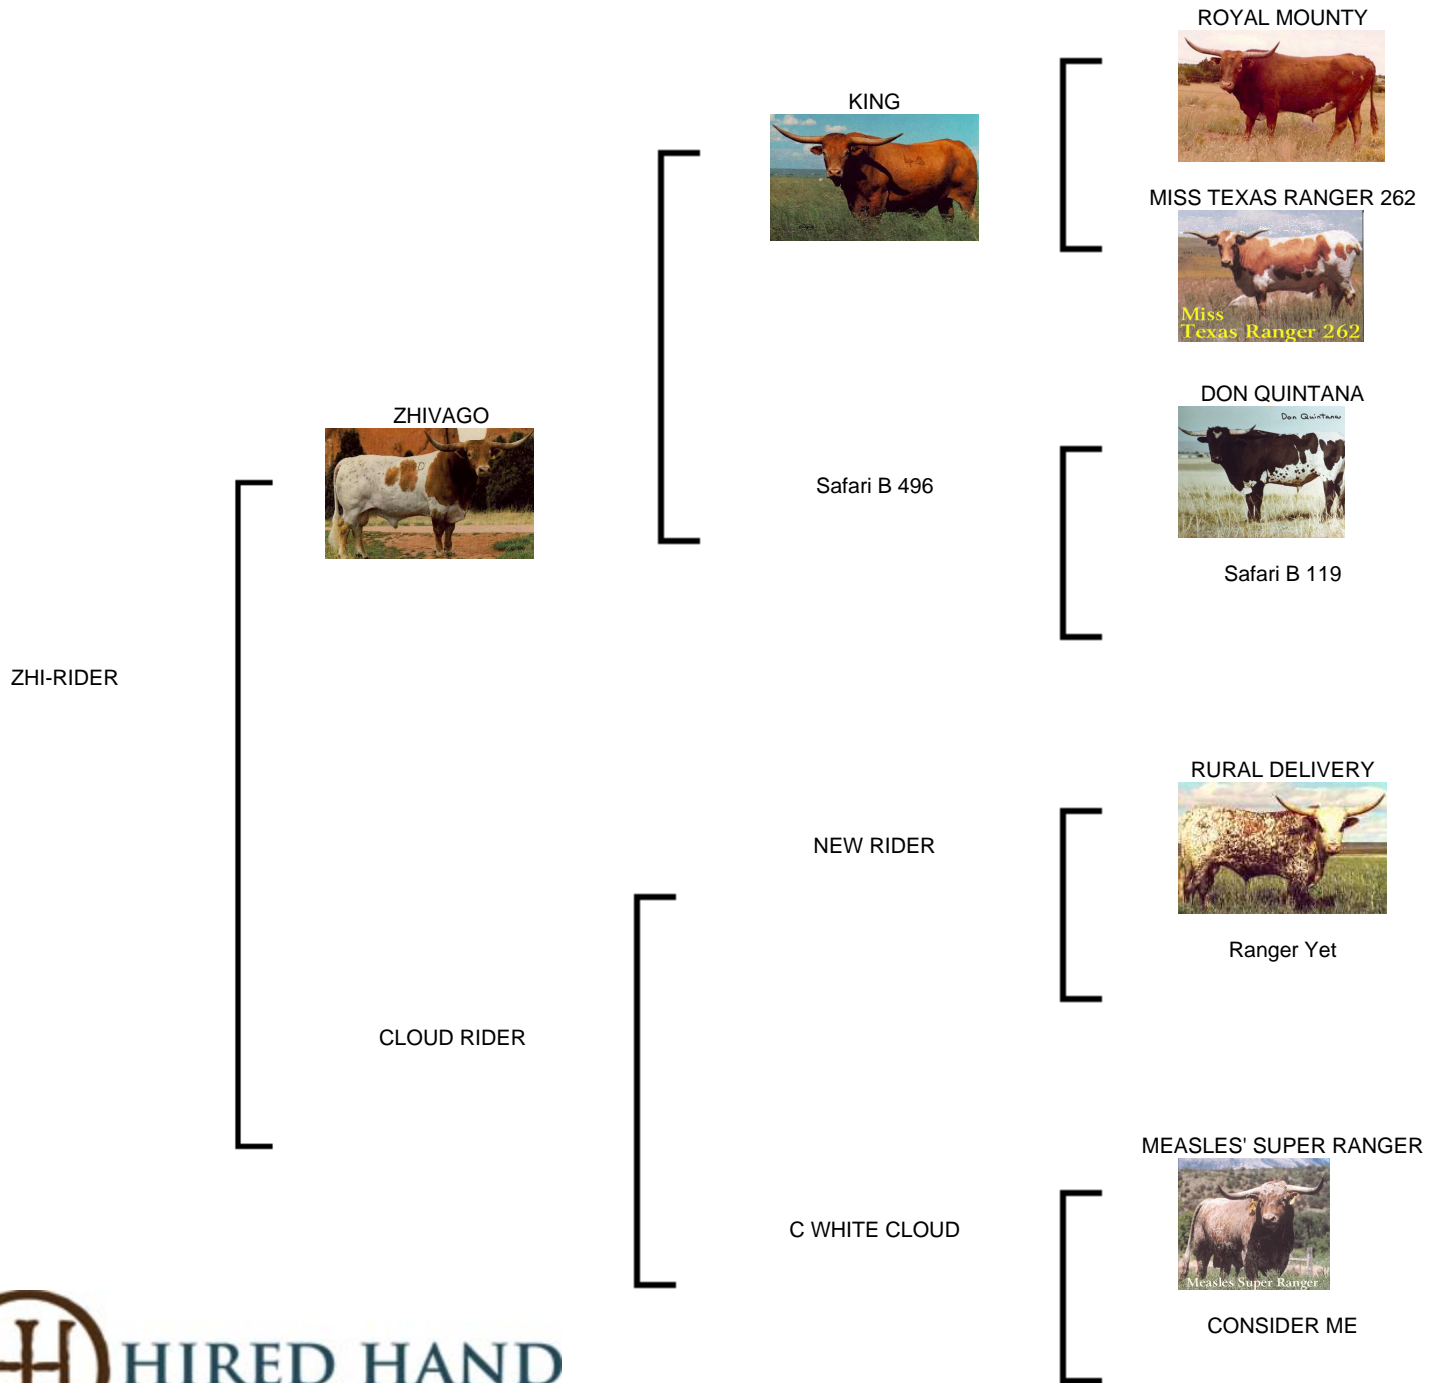 ROYAL MOUNTY
KING
MISS TEXAS RANGER 262
Miss
Texas Ranger 262
DON QUINTANA
Don Quintana
ZHIVAGO
Safari B 496
Safari B 119
ZHI-RIDER
RURAL DELIVERY
NEW RIDER
Ranger Yet
CLOUD RIDER
MEASLES' SUPER RANGER
C WHITE CLOUD
Measles Super Ranger
CONSIDER ME
HIRED HAND